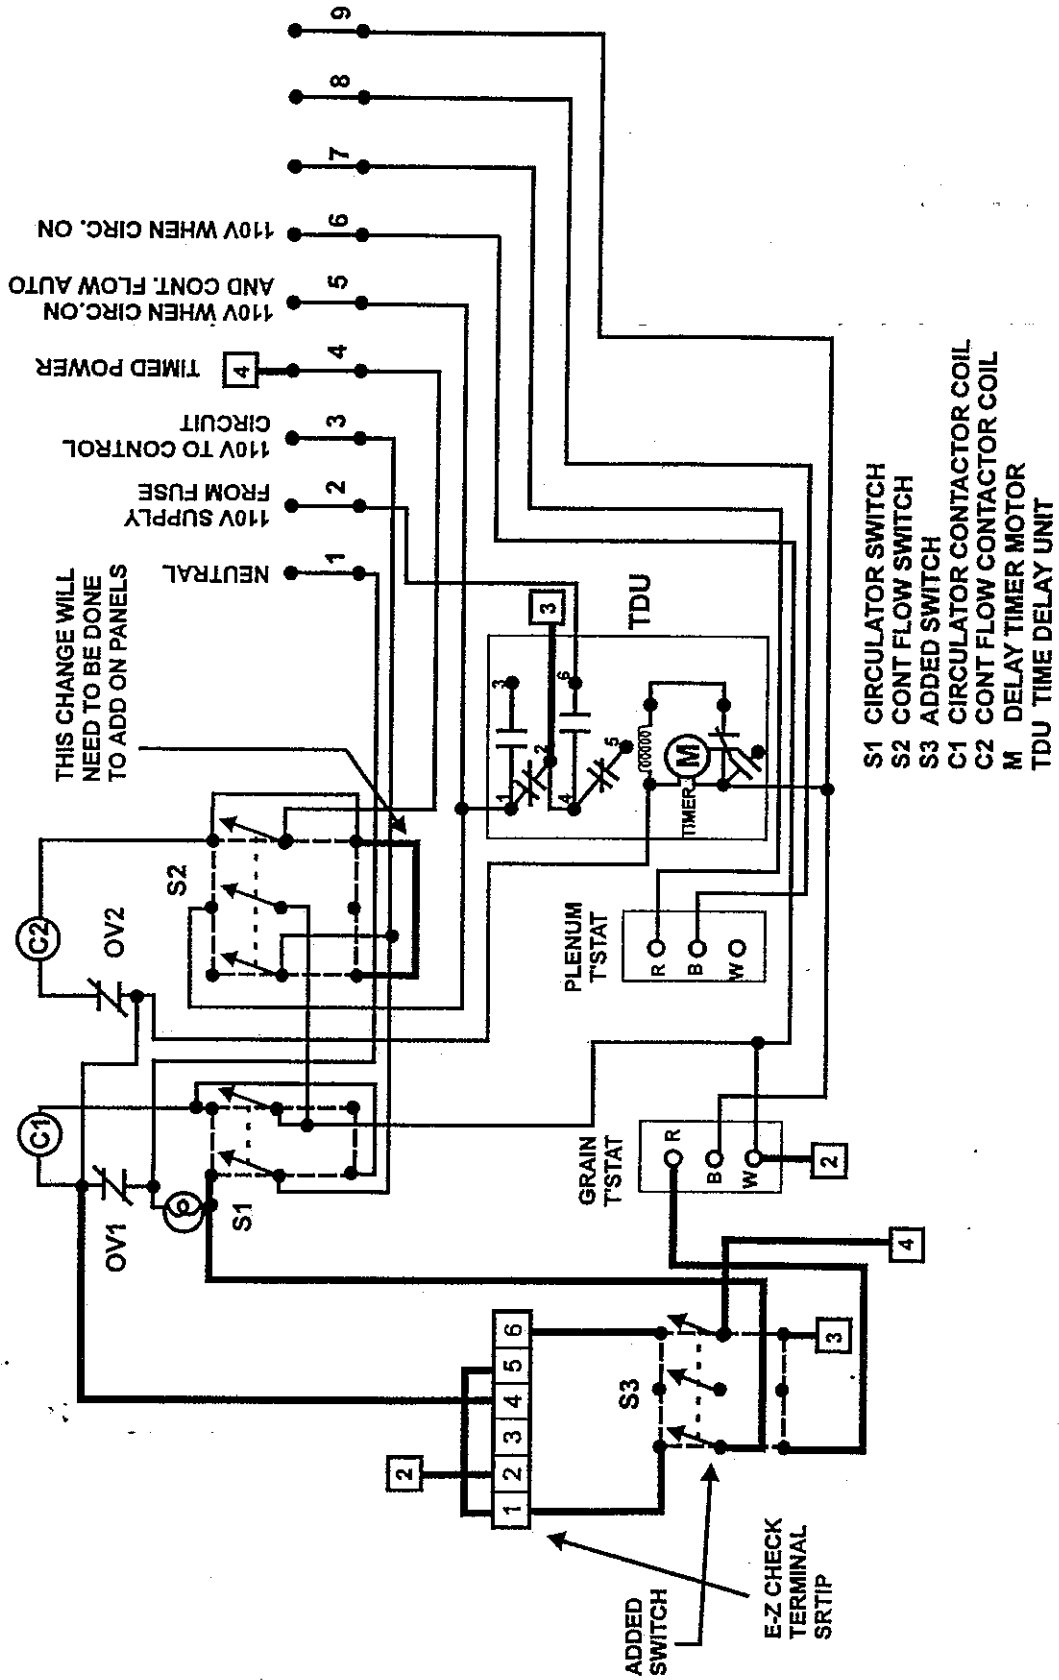 THIS CHANGE WILL
NEED TO BE DONE
TO ADD ON PANELS
NEUTRAL
1
110V SUPPLY
FROM FUSE
2
110V TO CONTROL
CIRCUIT
3
TIMED POWER
4
4
110V WHEN CIRC.ON
AND CONT. FLOW AUTO
5
110V WHEN CIRC. ON
6
7
8
9
C2
OV2
S2
C1
OV1
S1
TDU
3
1
2
3
4
5
6
TIMER
M
PLENUM
T'STAT
R
B
W
GRAIN
T'STAT
R
B
W
2
4
3
2
1
2
3
4
5
6
S3
ADDED
SWITCH
E-Z CHECK
TERMINAL
SRTIP
S1 CIRCULATOR SWITCH
S2 CONT FLOW SWITCH
S3 ADDED SWITCH
C1 CIRCULATOR CONTACTOR COIL
C2 CONT FLOW CONTACTOR COIL
M DELAY TIMER MOTOR
TDU TIME DELAY UNIT